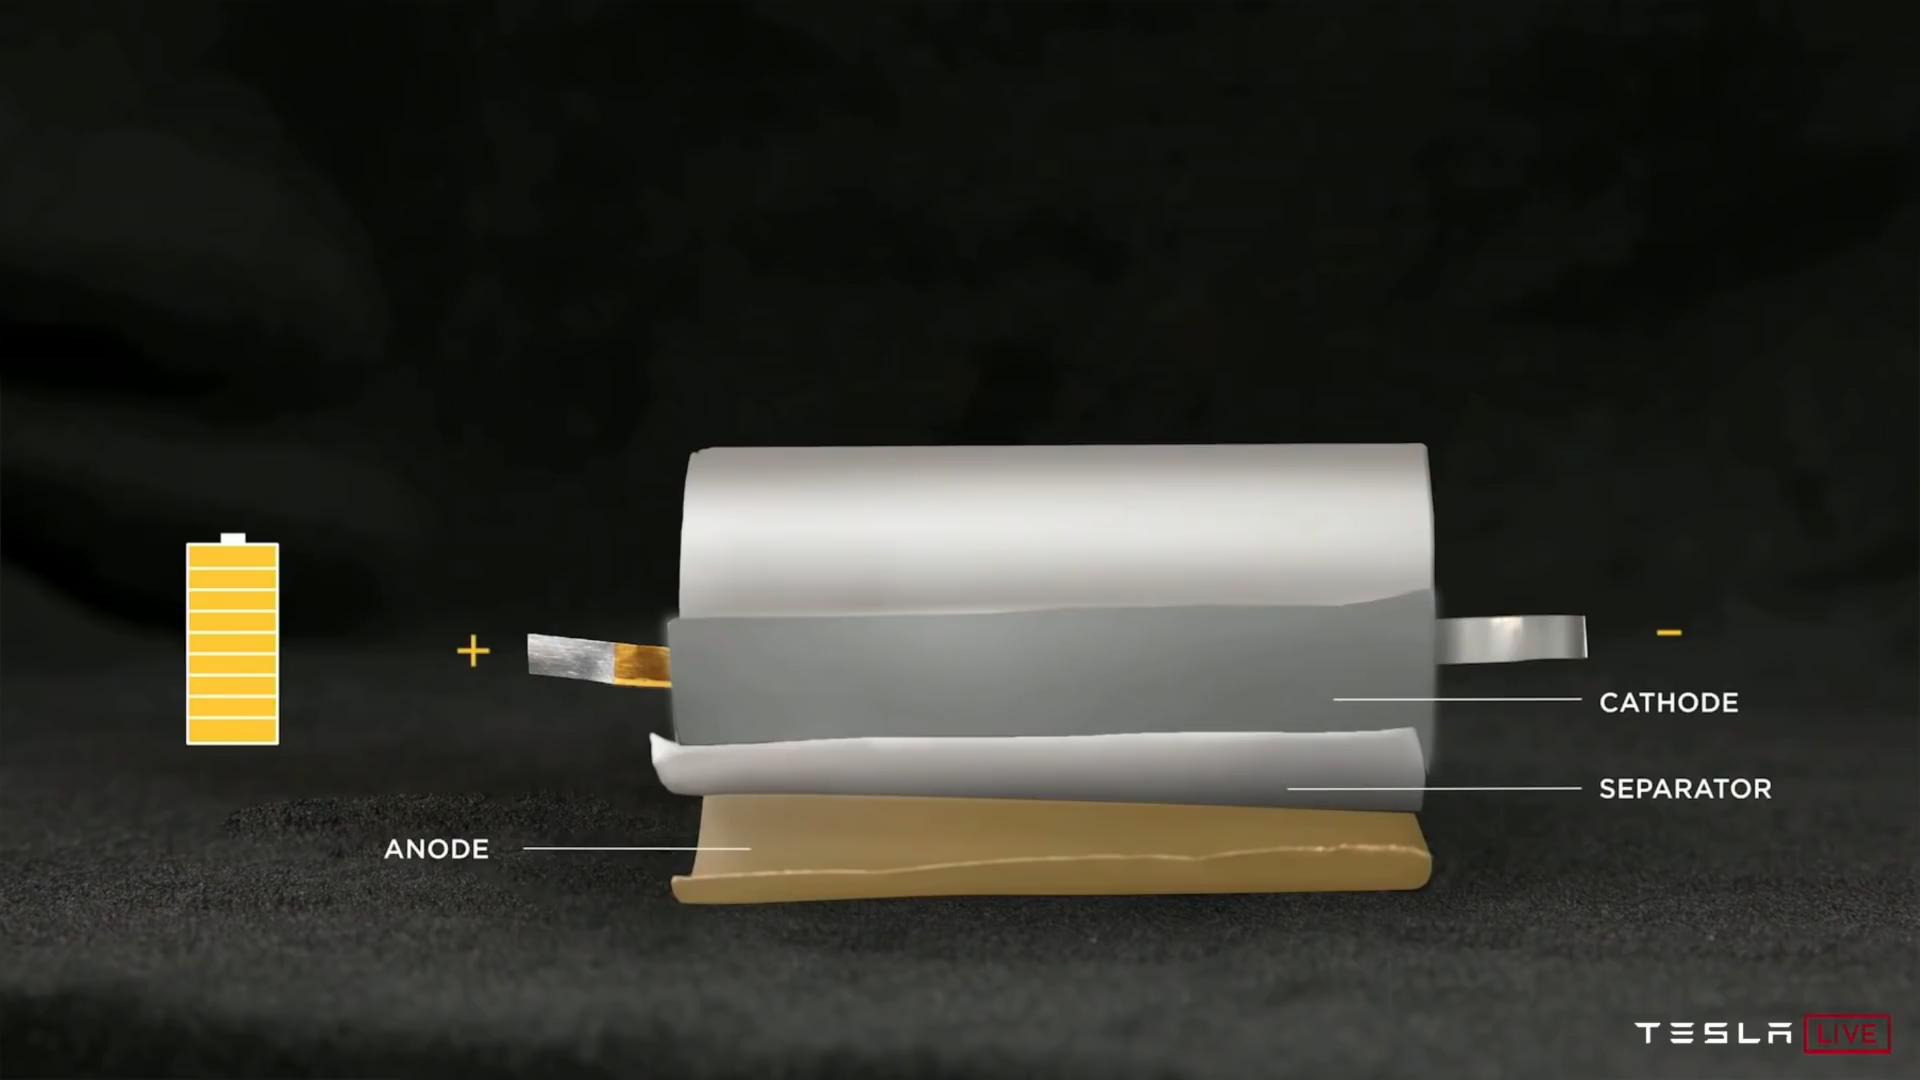 +
−
CATHODE
SEPARATOR
ANODE
TESLA LIVE